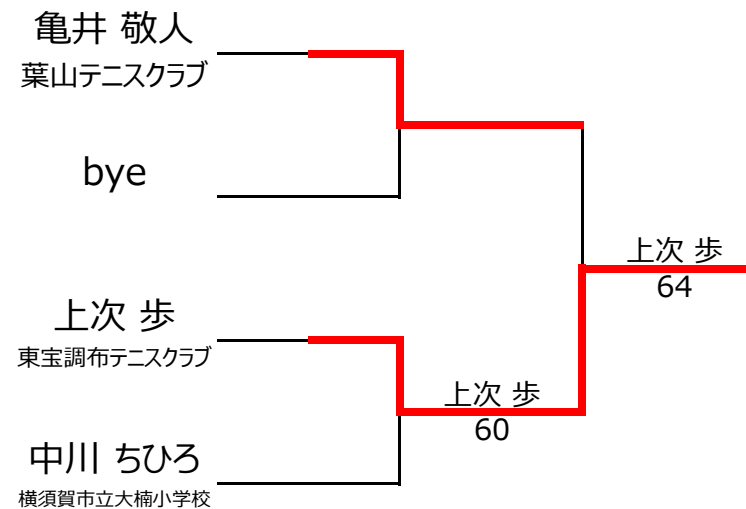 亀井 敬人
葉山テニスクラブ
bye
上次 歩
64
上次 歩
東宝調布テニスクラブ
上次 歩
60
中川 ちひろ
横須賀市立大楠小学校